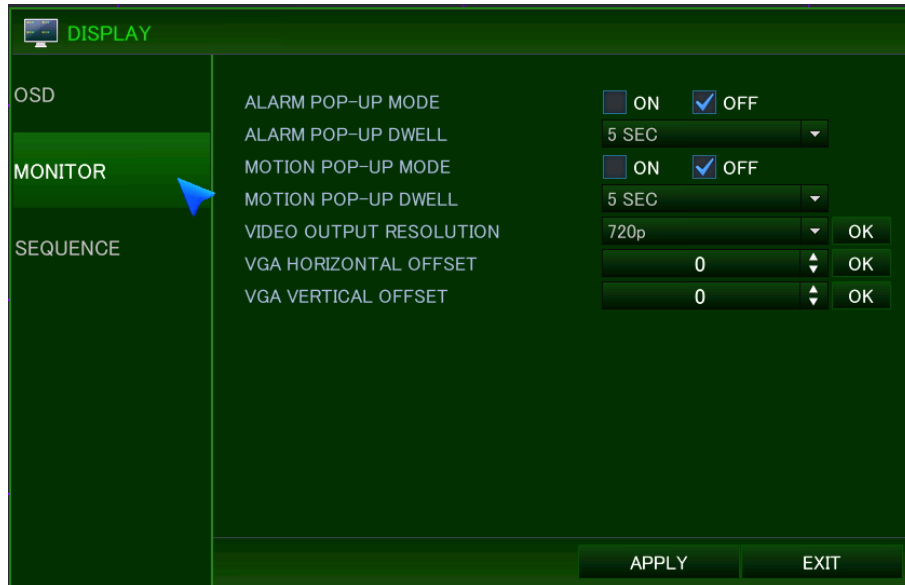 DISPLAY
OSD
MONITOR
SEQUENCE
ALARM POP-UP MODE ON OFF
ALARM POP-UP DWELL 5 SEC
MOTION POP-UP MODE ON OFF
MOTION POP-UP DWELL 5 SEC
VIDEO OUTPUT RESOLUTION 720p OK
VGA HORIZONTAL OFFSET 0 OK
VGA VERTICAL OFFSET 0 OK
APPLY EXIT